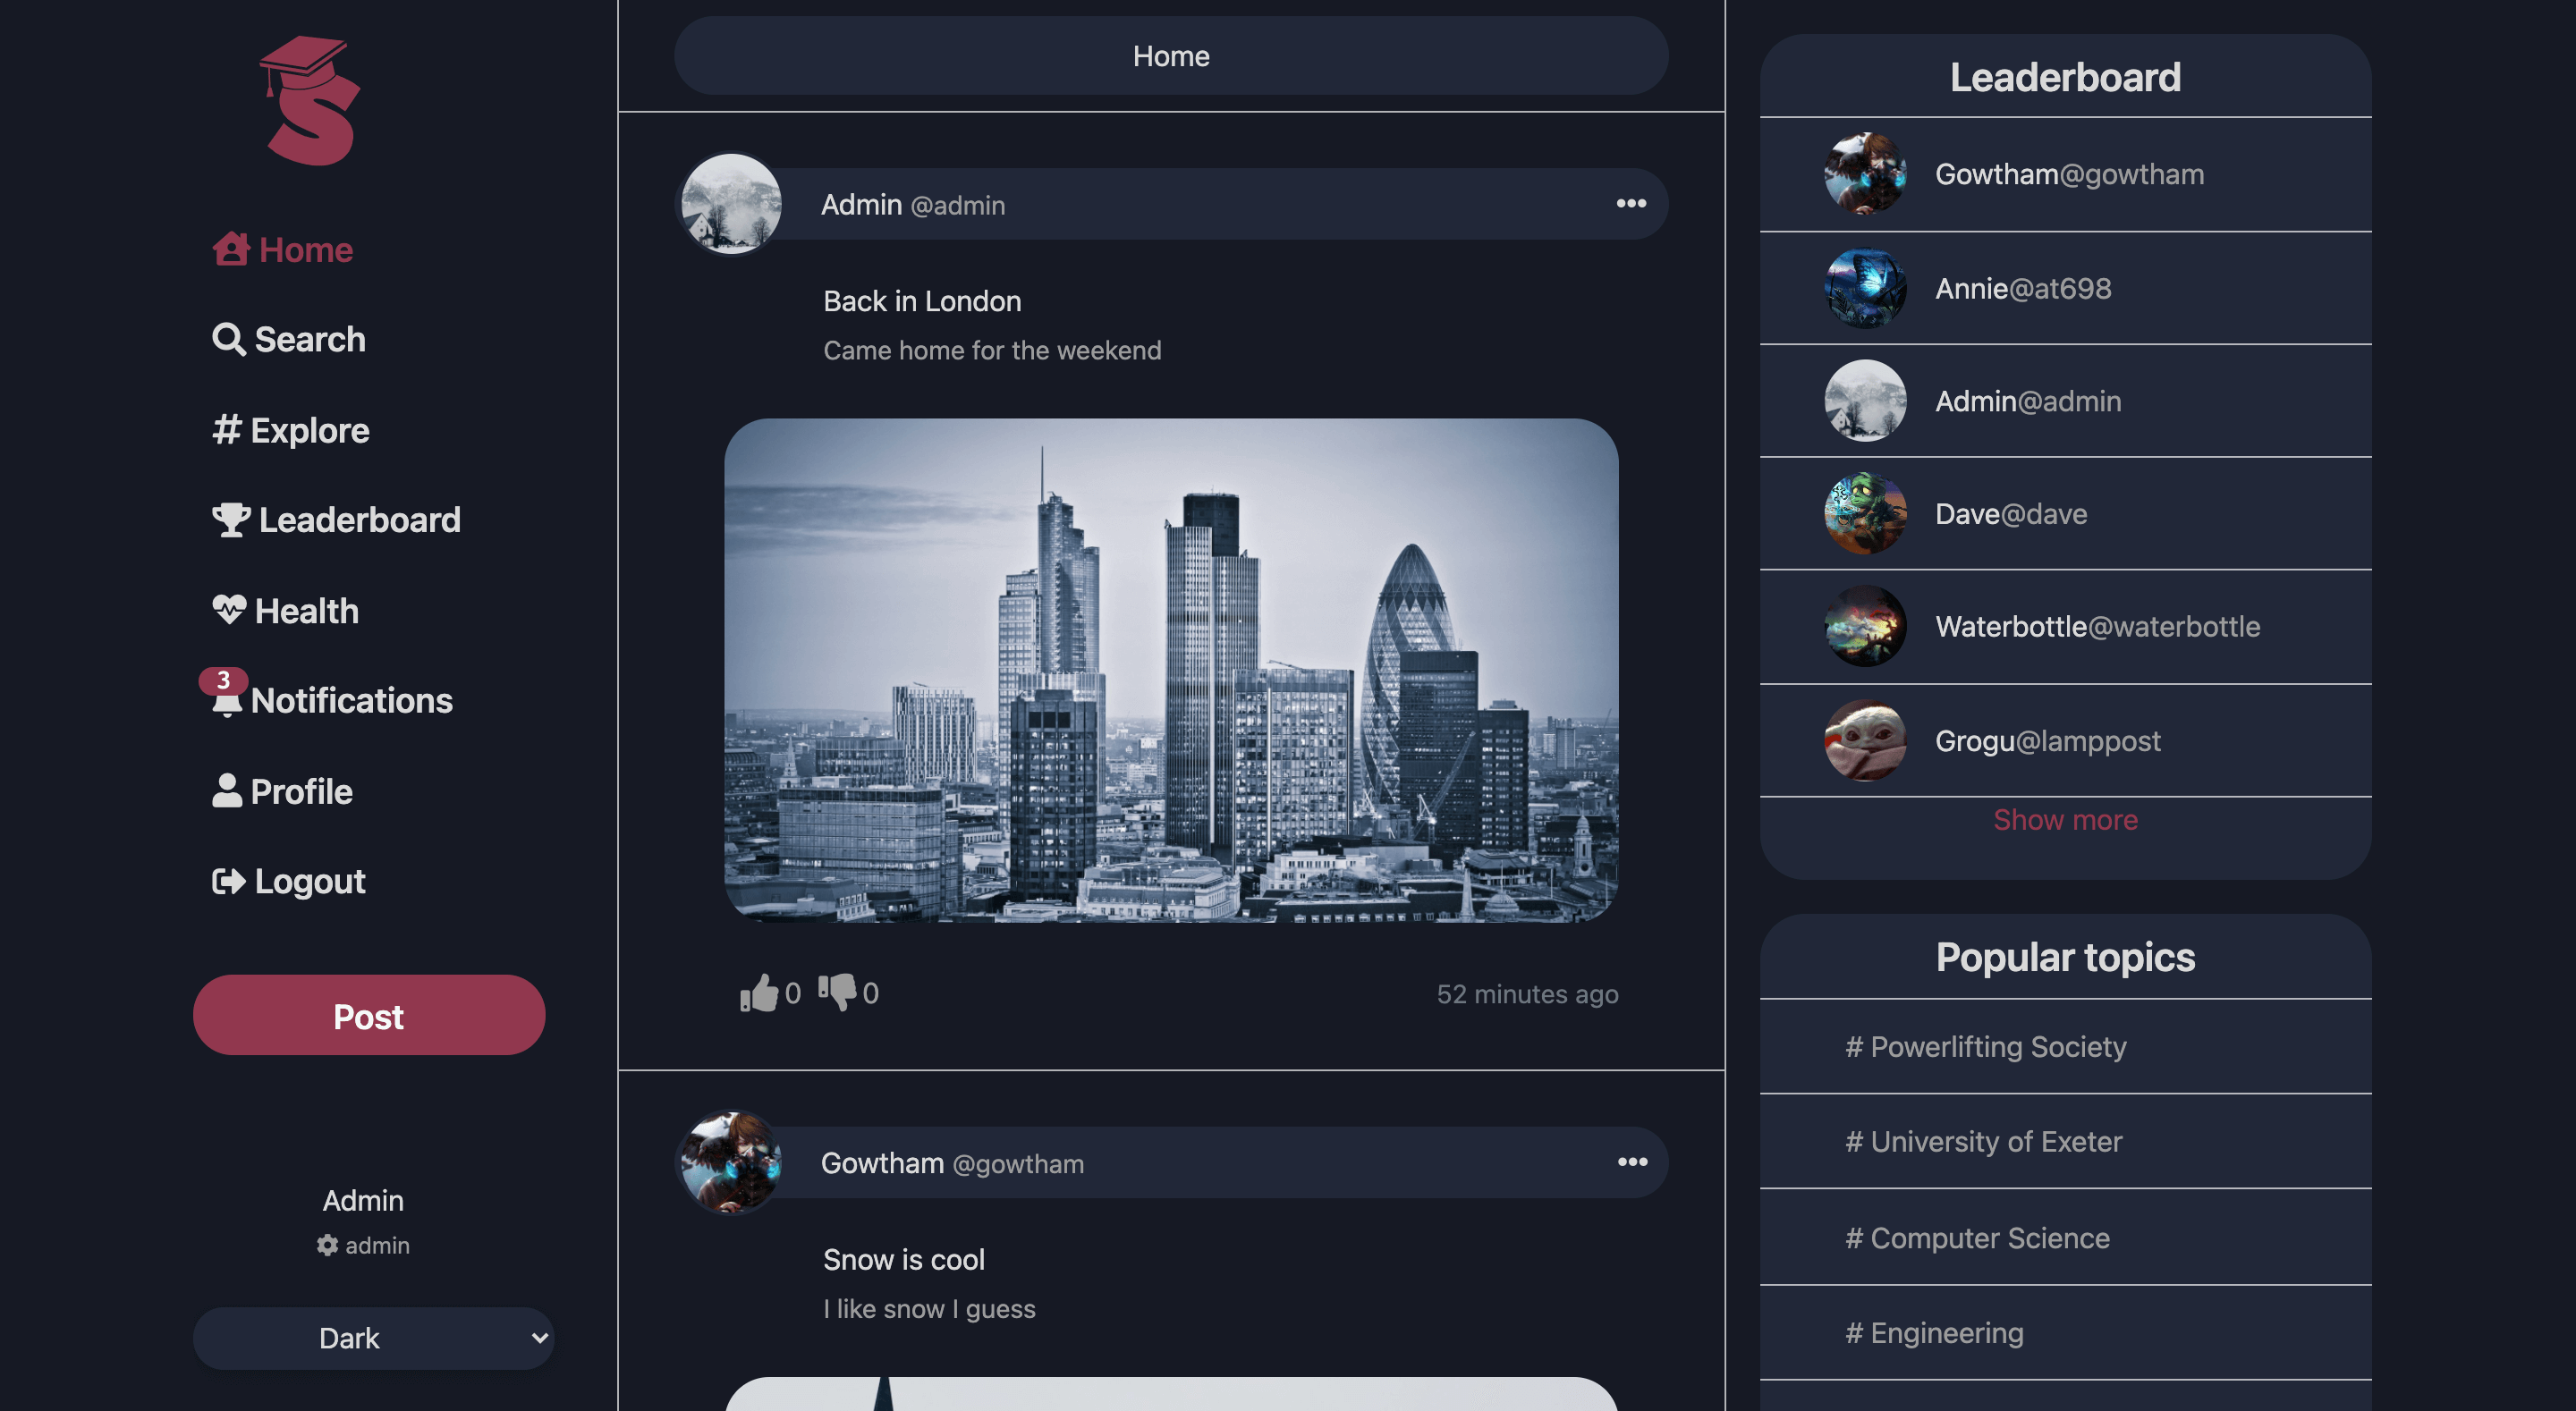 S
Home
Search
# Explore
Leaderboard
Health
3
Notifications
Profile
Logout
Post
Admin
admin
Dark
Home
Admin @admin
Back in London
Came home for the weekend
0 0
52 minutes ago
Gowtham @gowtham
Snow is cool
I like snow I guess
Leaderboard
Gowtham@gowtham
Annie@at698
Admin@admin
Dave@dave
Waterbottle@waterbottle
Grogu@lamppost
Show more
Popular topics
# Powerlifting Society
# University of Exeter
# Computer Science
# Engineering